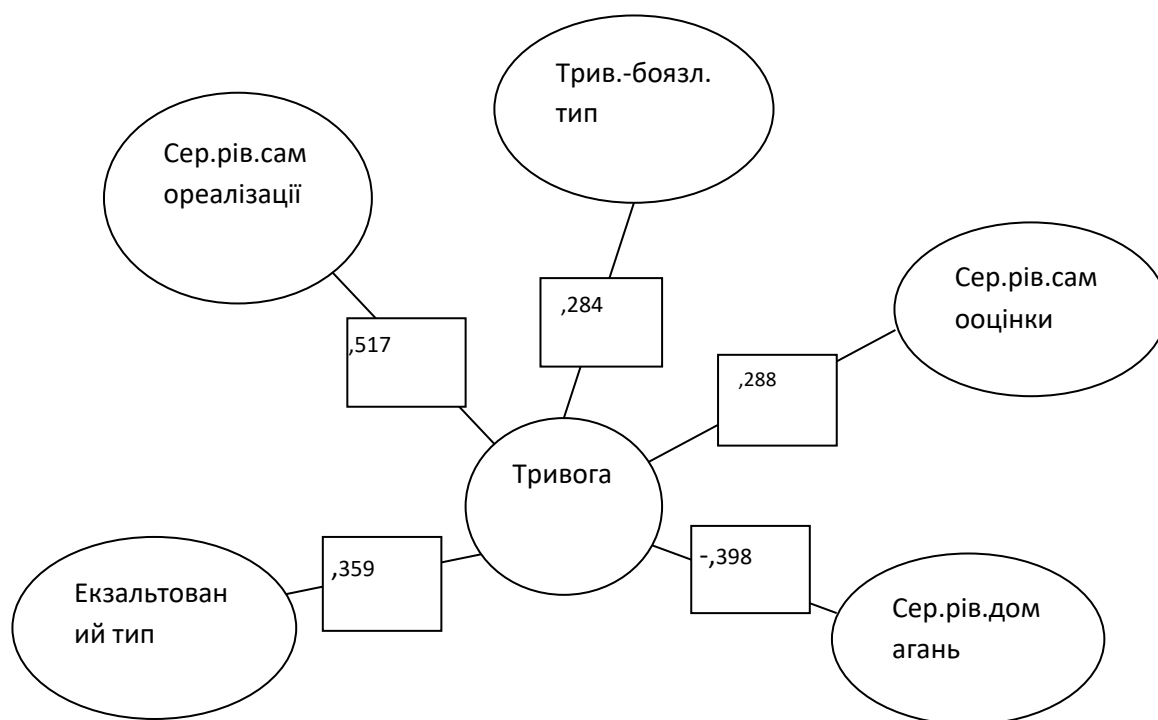 Трив.-боязл.
тип
Сер.рів.сам
ореалізації
Сер.рів.сам
ооцінки
,284
,517
,288
Тривога
-,398
,359
Екзальтован
ий тип
Сер.рів.дом
агань